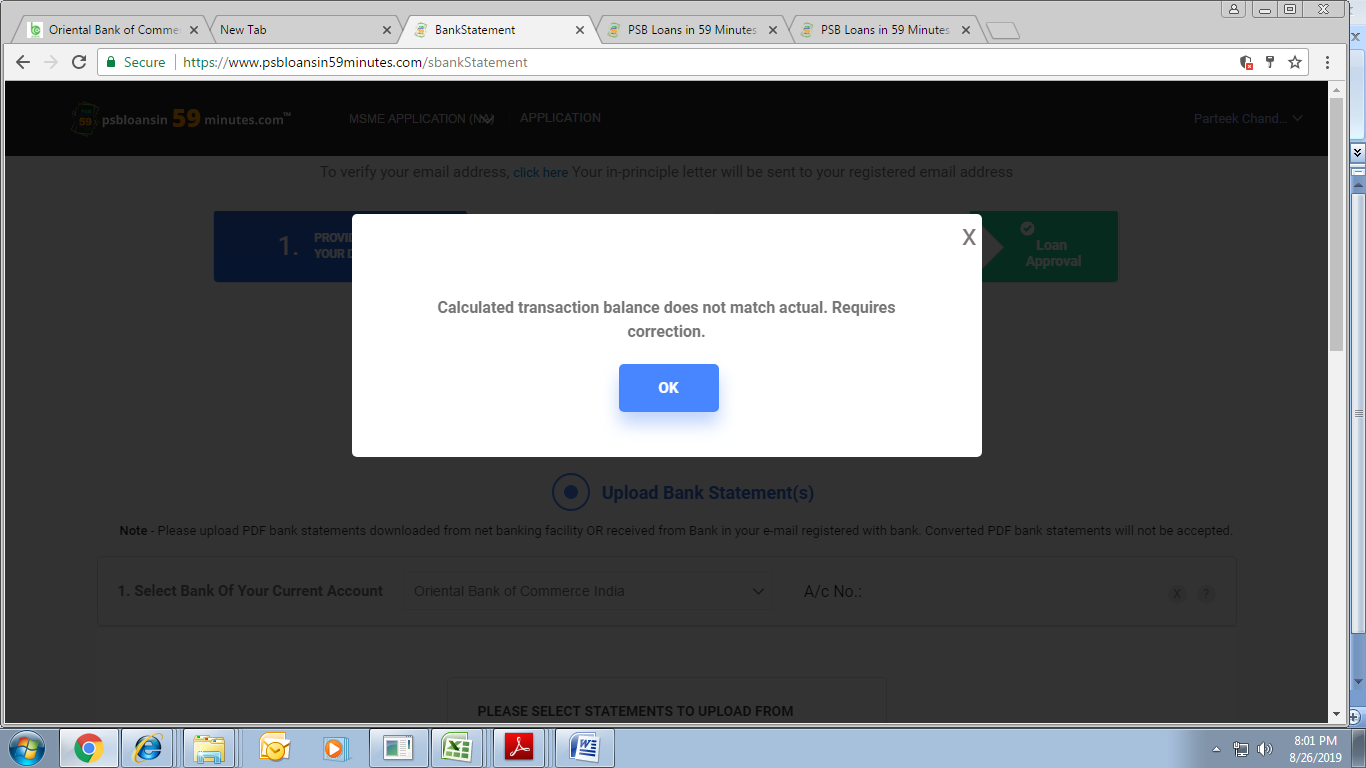 Oriental Bank of Comme
New Tab
BankStatement
PSB Loans in 59 Minutes
PSB Loans in 59 Minutes
Secure
https://www.psbloansin59minutes.com/sbankStatement
psbloansin 59 minutes.com™
MSME APPLICATION (N
APPLICATION
Parteek Chand...
To verify your email address, click here Your in-principle letter will be sent to your registered email address
1.
PROVID
YOUR D
Loan
Approval
X
Calculated transaction balance does not match actual. Requires
correction.
OK
Upload Bank Statement(s)
Note - Please upload PDF bank statements downloaded from net banking facility OR received from Bank in your e-mail registered with bank. Converted PDF bank statements will not be accepted.
1. Select Bank Of Your Current Account
Oriental Bank of Commerce India
A/c No.:
X
?
PLEASE SELECT STATEMENTS TO UPLOAD FROM
8:01 PM
8/26/2019